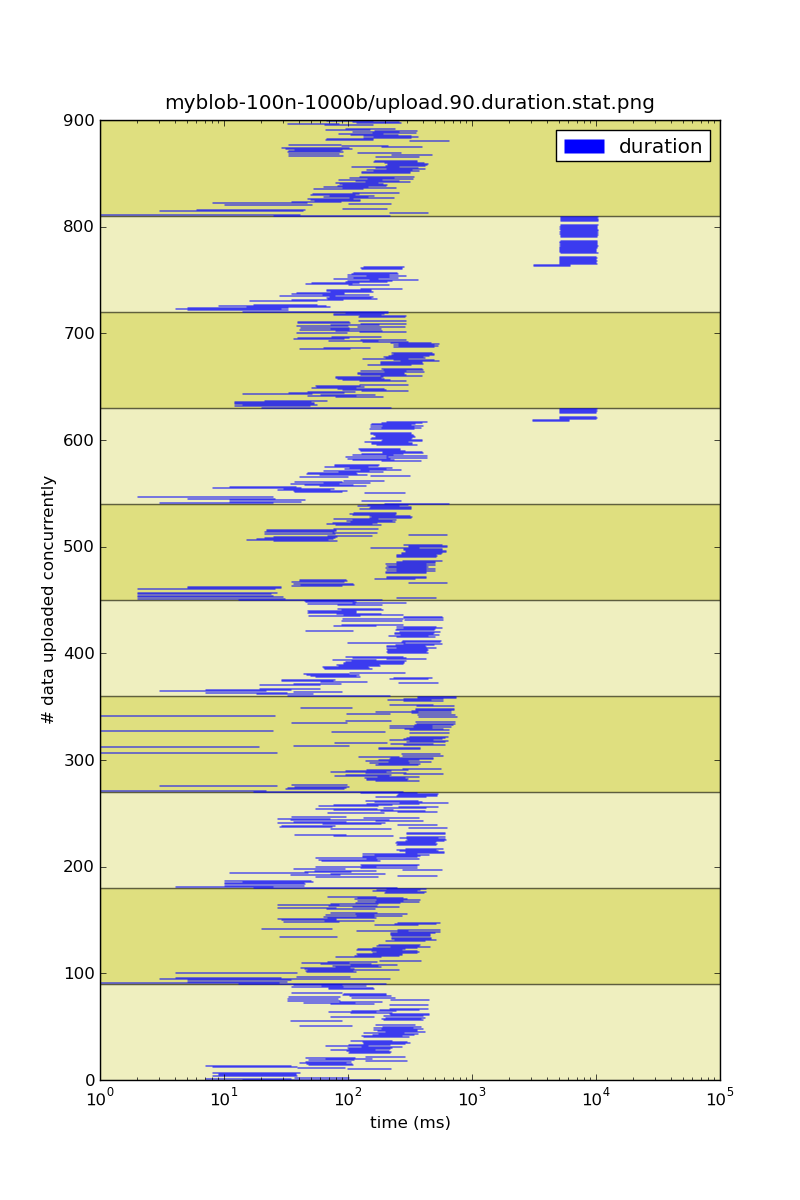 myblob-100n-1000b/upload.90.duration.stat.png
duration
900
800
700
600
500
400
300
200
100
0
# data uploaded concurrently
10^0 10^1 10^2 10^3 10^4 10^5
time (ms)